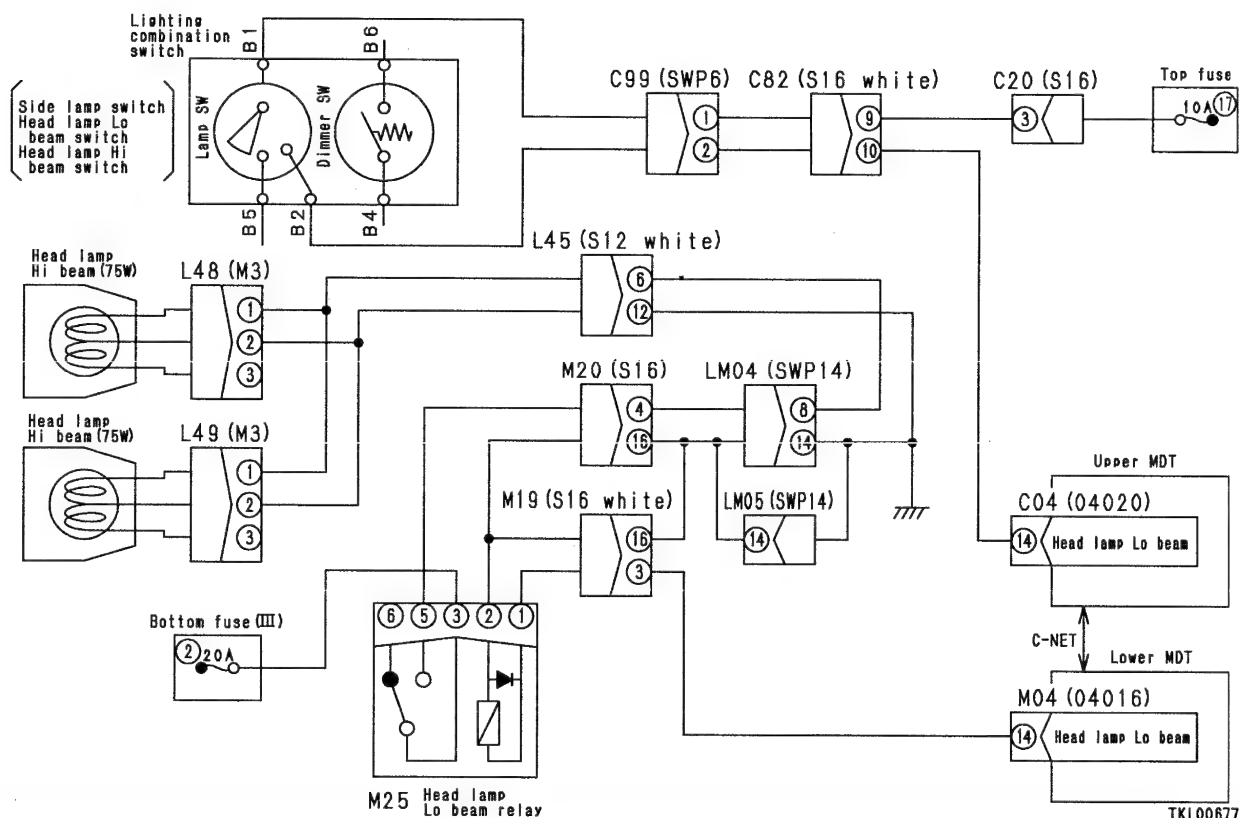 Lighting
combination
switch
B1
B6
Side lamp switch
Head lamp Lo
beam switch
Head lamp Hi
beam switch
Lamp SW
Dimmer SW
B5
B2
B4
C99 (SWP6)
1
2
C82 (S16 white)
9
10
C20 (S16)
3
Top fuse
10A 17
Head lamp
Hi beam (75W)
L48 (M3)
1
2
3
L45 (S12 white)
6
12
Head lamp
Hi beam (75W)
L49 (M3)
1
2
3
M20 (S16)
4
16
LM04 (SWP14)
8
14
M19 (S16 white)
16
3
LM05 (SWP14)
14
Upper MDT
C04 (04020)
14 Head lamp Lo beam
C-NET
Lower MDT
M04 (04016)
14 Head lamp Lo beam
Bottom fuse (III)
2 20A
6 5 3 2 1
M25 Head lamp
Lo beam relay
TKL00677